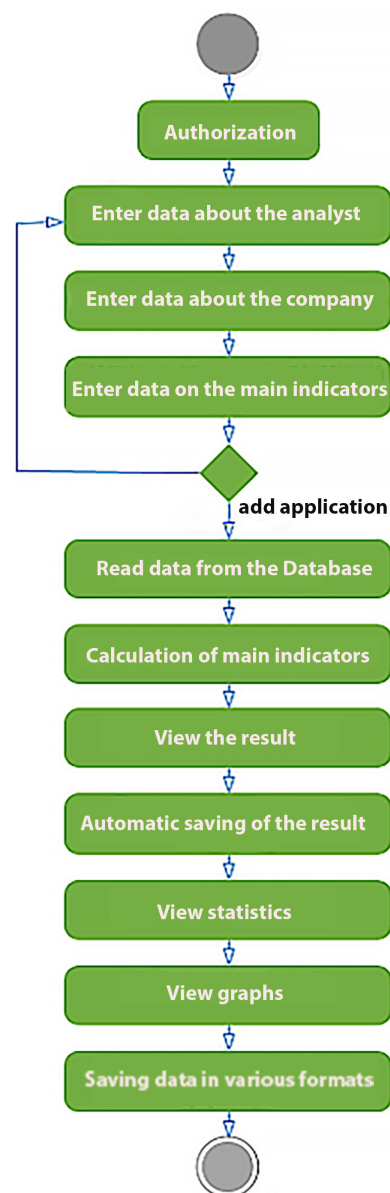 Authorization
Enter data about the analyst
Enter data about the company
Enter data on the main indicators
add application
Read data from the Database
Calculation of main indicators
View the result
Automatic saving of the result
View statistics
View graphs
Saving data in various formats